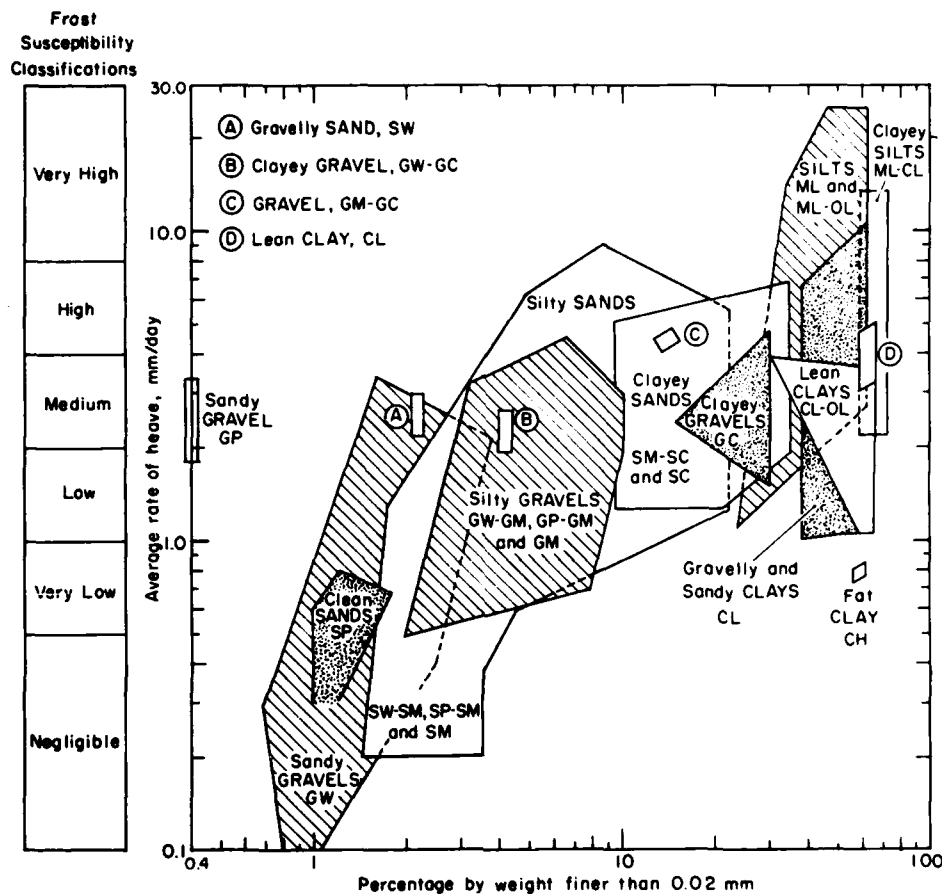 Frost
Susceptibility
Classifications
Very High
High
Medium
Low
Very Low
Negligible
Average rate of heave, mm/day
30.0
10.0
1.0
0.1
Ⓐ Gravelly SAND, SW
Ⓑ Clayey GRAVEL, GW-GC
Ⓒ GRAVEL, GM-GC
Ⓓ Lean CLAY, CL
Clayey
SILTS
ML-CL
SILTS
ML and
ML-OL
Silty SANDS
Ⓒ
Ⓓ
Sandy
GRAVEL
GP
Ⓐ
Ⓑ
Clayey
SANDS
SM-SC
and SC
Clayey
GRAVELS
GC
Lean
CLAYS
CL-OL
Silty GRAVELS
GW-GM, GP-GM
and GM
Clean
SANDS
SP
Gravelly and
Sandy CLAYS
CL
Fat
CLAY
CH
SW-SM, SP-SM
and SM
Sandy
GRAVELS
GW
0.4
1
10
100
Percentage by weight finer than 0.02 mm